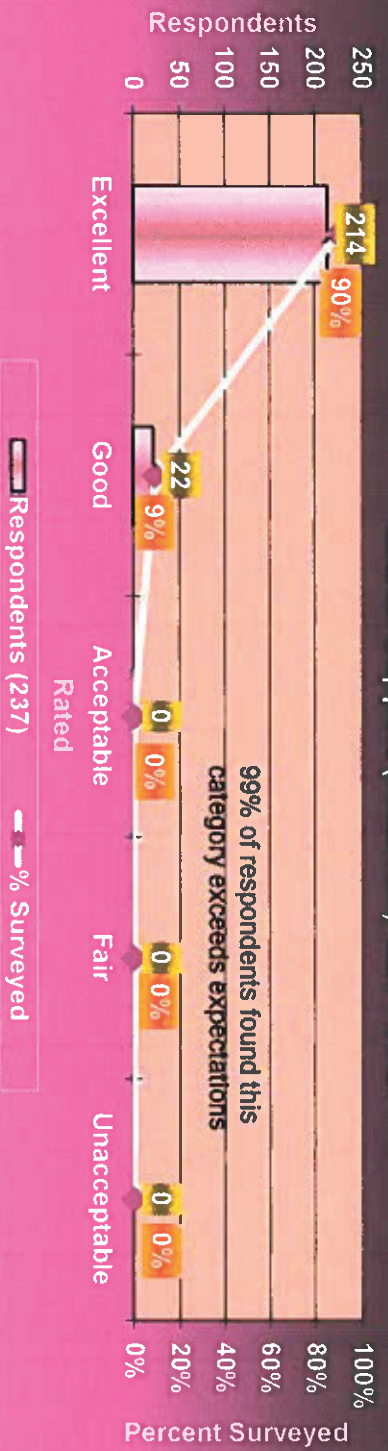 Respondents
250
200
150
100
50
0
214
90%
22
9%
0
0%
0
0%
0
0%
99% of respondents found this
category exceeds expectations
100%
80%
60%
40%
20%
0%
Percent Surveyed
Excellent
Good
Acceptable
Fair
Unacceptable
Rated
Respondents (237)
% Surveyed